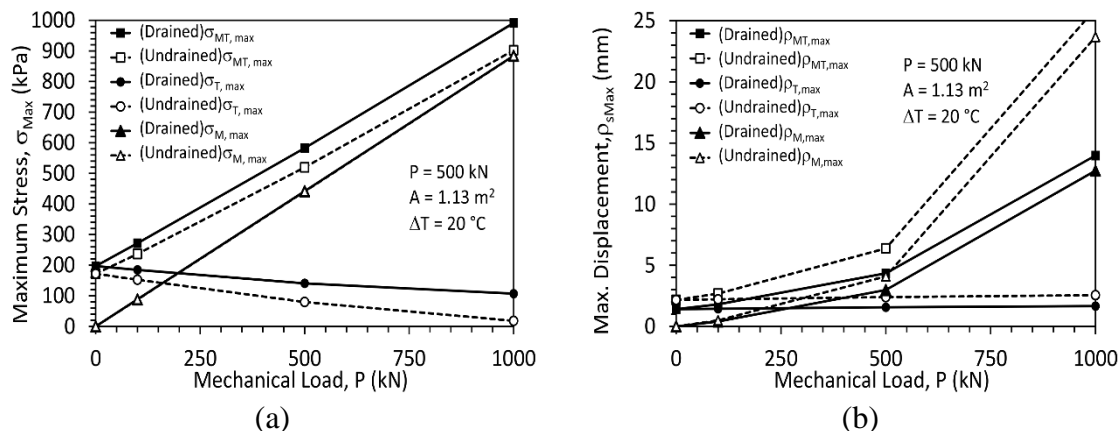 1000
900
800
700
600
500
400
300
200
100
0
Maximum Stress, σMax (kPa)
(Drained)σMT, max
(Undrained)σMT, max
(Drained)σT, max
(Undrained)σT, max
(Drained)σM, max
(Undrained)σM, max
P = 500 kN
A = 1.13 m²
ΔT = 20 °C
0 250 500 750 1000
Mechanical Load, P (kN)
(a)
25
20
15
10
5
0
Max. Displacement,ρsMax (mm)
(Drained)ρMT,max
(Undrained)ρMT,max
(Drained)ρT,max
(Undrained)ρT,max
(Drained)ρM,max
(Undrained)ρM,max
P = 500 kN
A = 1.13 m²
ΔT = 20 °C
0 250 500 750 1000
Mechanical Load, P (kN)
(b)